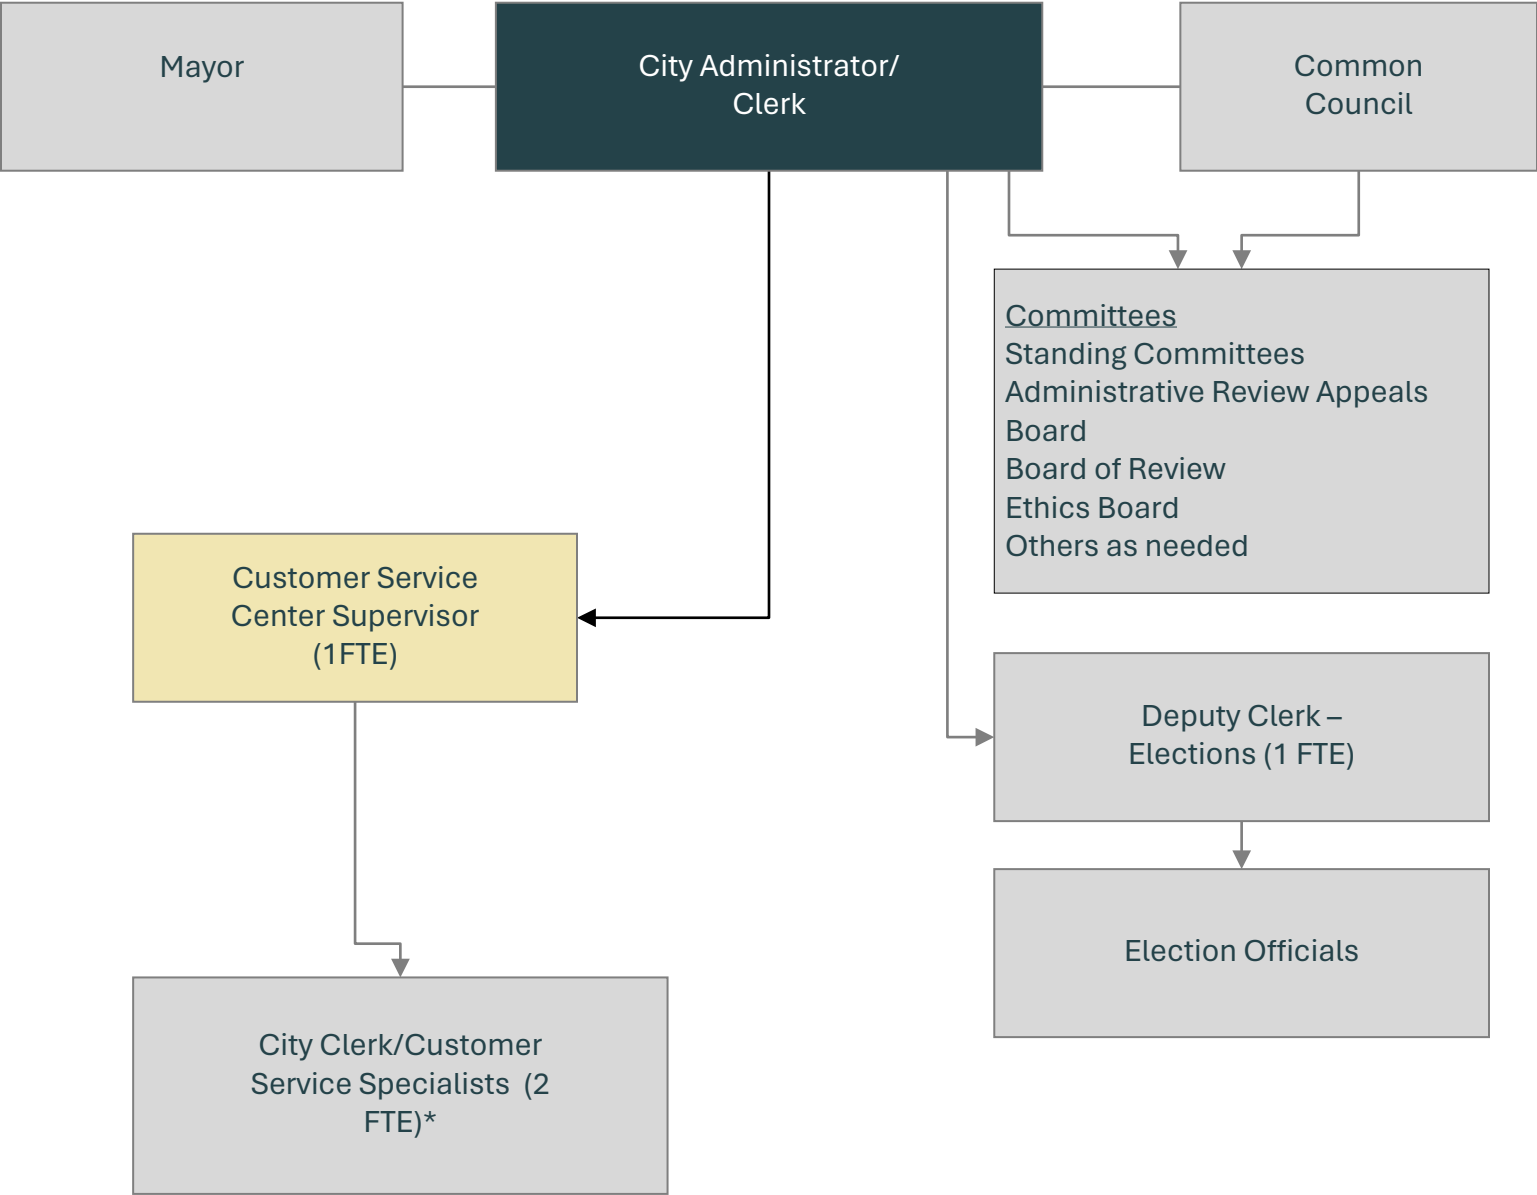 Mayor
City Administrator/
Clerk
Common
Council
Committees
Standing Committees
Administrative Review Appeals
Board
Board of Review
Ethics Board
Others as needed
Customer Service
Center Supervisor
(1FTE)
Deputy Clerk –
Elections (1 FTE)
Election Officials
City Clerk/Customer
Service Specialists  (2
FTE)*